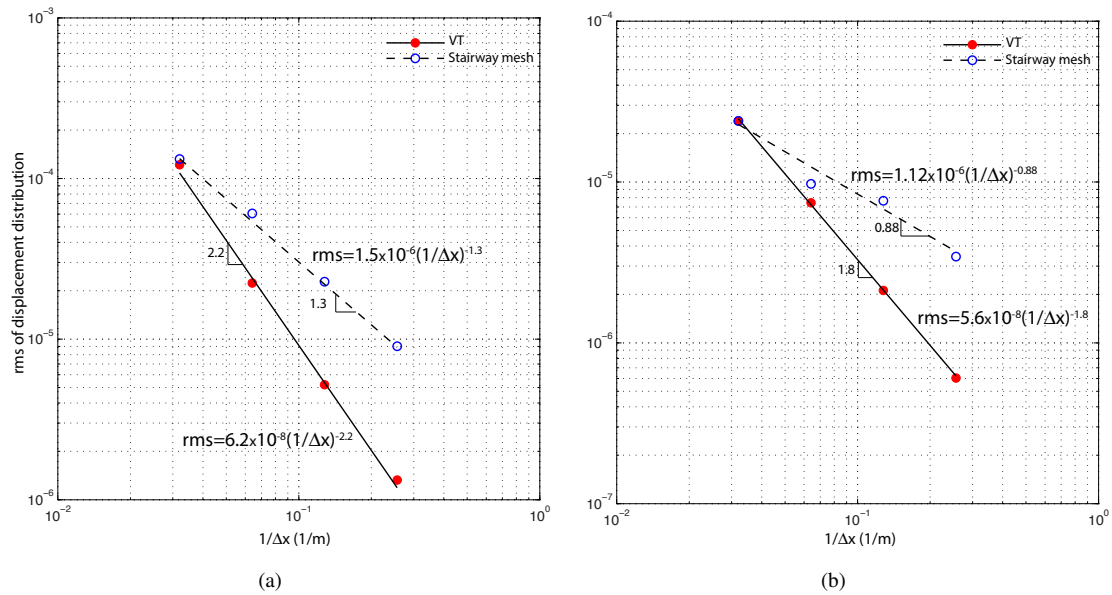 10⁻³
10⁻⁴
10⁻⁵
10⁻⁶
rms of displacement distribution
VT
Stairway mesh
2.2
rms=1.5x10⁻⁶(1/Δx)⁻¹·³
1.3
rms=6.2x10⁻⁸(1/Δx)⁻²·²
10⁻² 10⁻¹ 10⁰
1/Δx (1/m)
(a)
10⁻⁴
10⁻⁵
10⁻⁶
10⁻⁷
VT
Stairway mesh
rms=1.12x10⁻⁶(1/Δx)⁻⁰·⁸⁸
0.88
1.8
rms=5.6x10⁻⁸(1/Δx)⁻¹·⁸
10⁻² 10⁻¹ 10⁰
1/Δx (1/m)
(b)